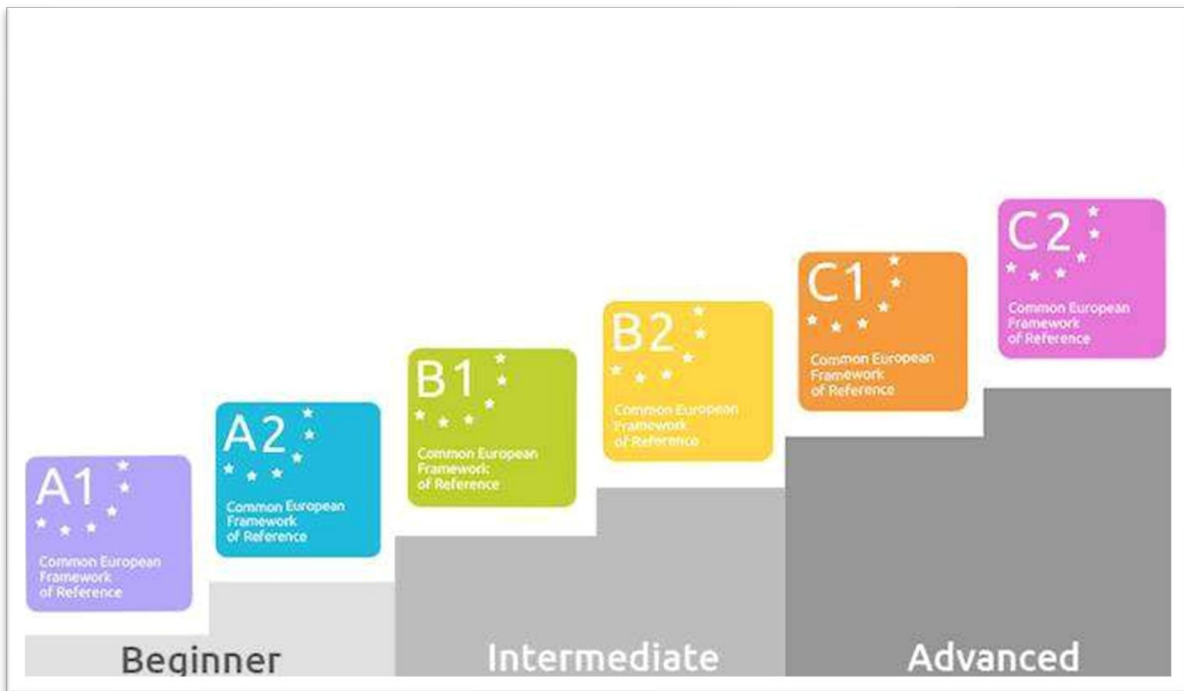 A1
Common European
Framework
of Reference
A2
Common European
Framework
of Reference
B1
Common European
Framework
of Reference
B2
Common European
Framework
of Reference
C1
Common European
Framework
of Reference
C2
Common European
Framework
of Reference
Beginner
Intermediate
Advanced